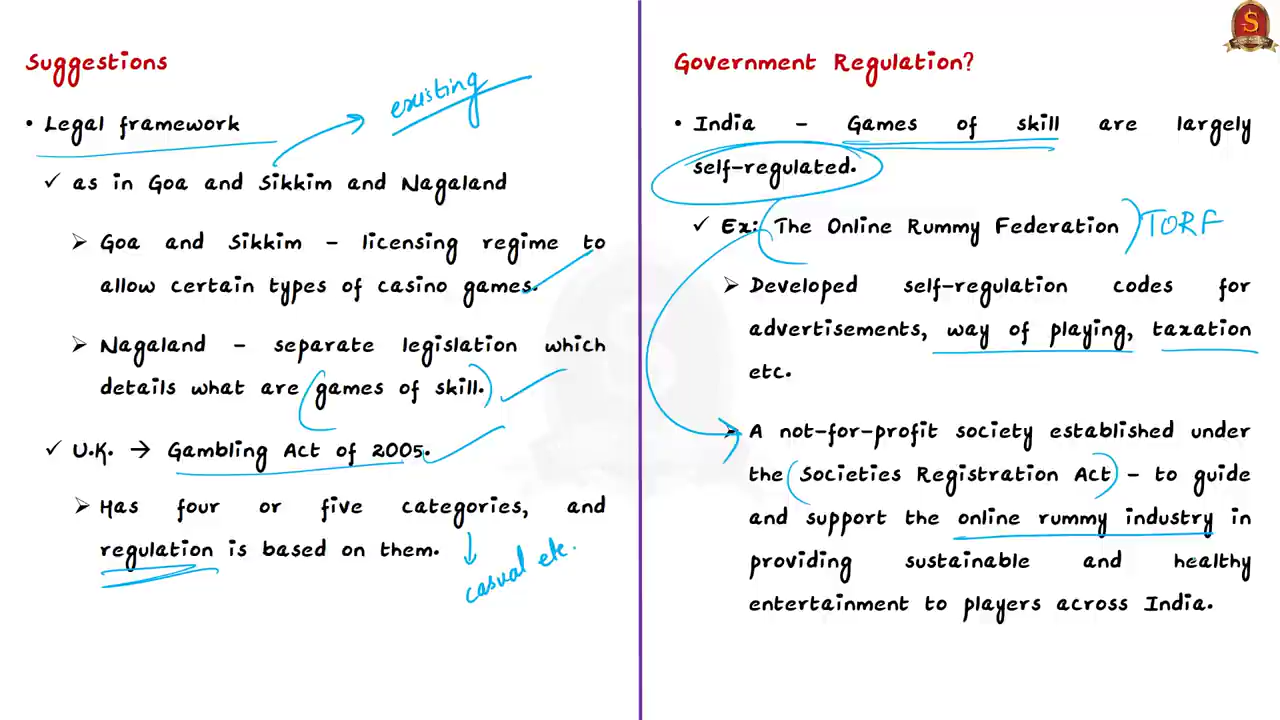 Suggestions
• Legal framework
existing
✓ as in Goa and Sikkim and Nagaland
➤ Goa and Sikkim - licensing regime to
allow certain types of casino games.
➤ Nagaland - separate legislation which
details what are games of skill.
✓ U.K. → Gambling Act of 2005.
➤ Has four or five categories, and
regulation is based on them.
casual etc.
Government Regulation?
• India - Games of skill are largely
self-regulated.
✓ Ex: The Online Rummy Federation TORF
➤ Developed self-regulation codes for
advertisements, way of playing, taxation
etc.
➤ A not-for-profit society established under
the Societies Registration Act - to guide
and support the online rummy industry in
providing sustainable and healthy
entertainment to players across India.